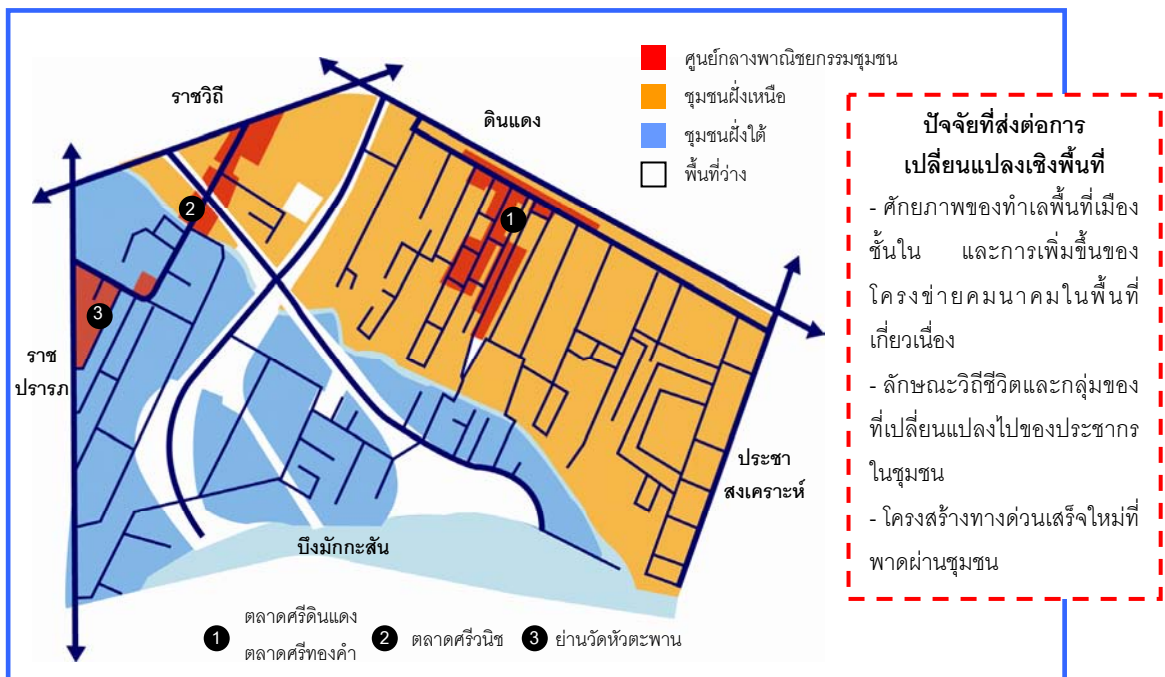 ศูนย์กลางพาณิชยกรรมชุมชน
ชุมชนฝั่งเหนือ
ชุมชนฝั่งใต้
พื้นที่ว่าง
ราชวิถี
ดินแดง
ราช
ปรารภ
ประชา
สงเคราะห์
บึงมักกะสัน
1
2
3
1 ตลาดศรีดินแดง
ตลาดศรีทองคำ
2 ตลาดศรีวนิช
3 ย่านวัดหัวตะพาน
ปัจจัยที่ส่งต่อการ
เปลี่ยนแปลงเชิงพื้นที่
- ศักยภาพของทำเลพื้นที่เมือง
ชั้นใน และการเพิ่มขึ้นของ
โครงข่ายคมนาคมในพื้นที่
เกี่ยวเนื่อง
- ลักษณะวิถีชีวิตและกลุ่มของ
ที่เปลี่ยนแปลงไปของประชากร
ในชุมชน
- โครงสร้างทางด่วนเสร็จใหม่ที่
พาดผ่านชุมชน